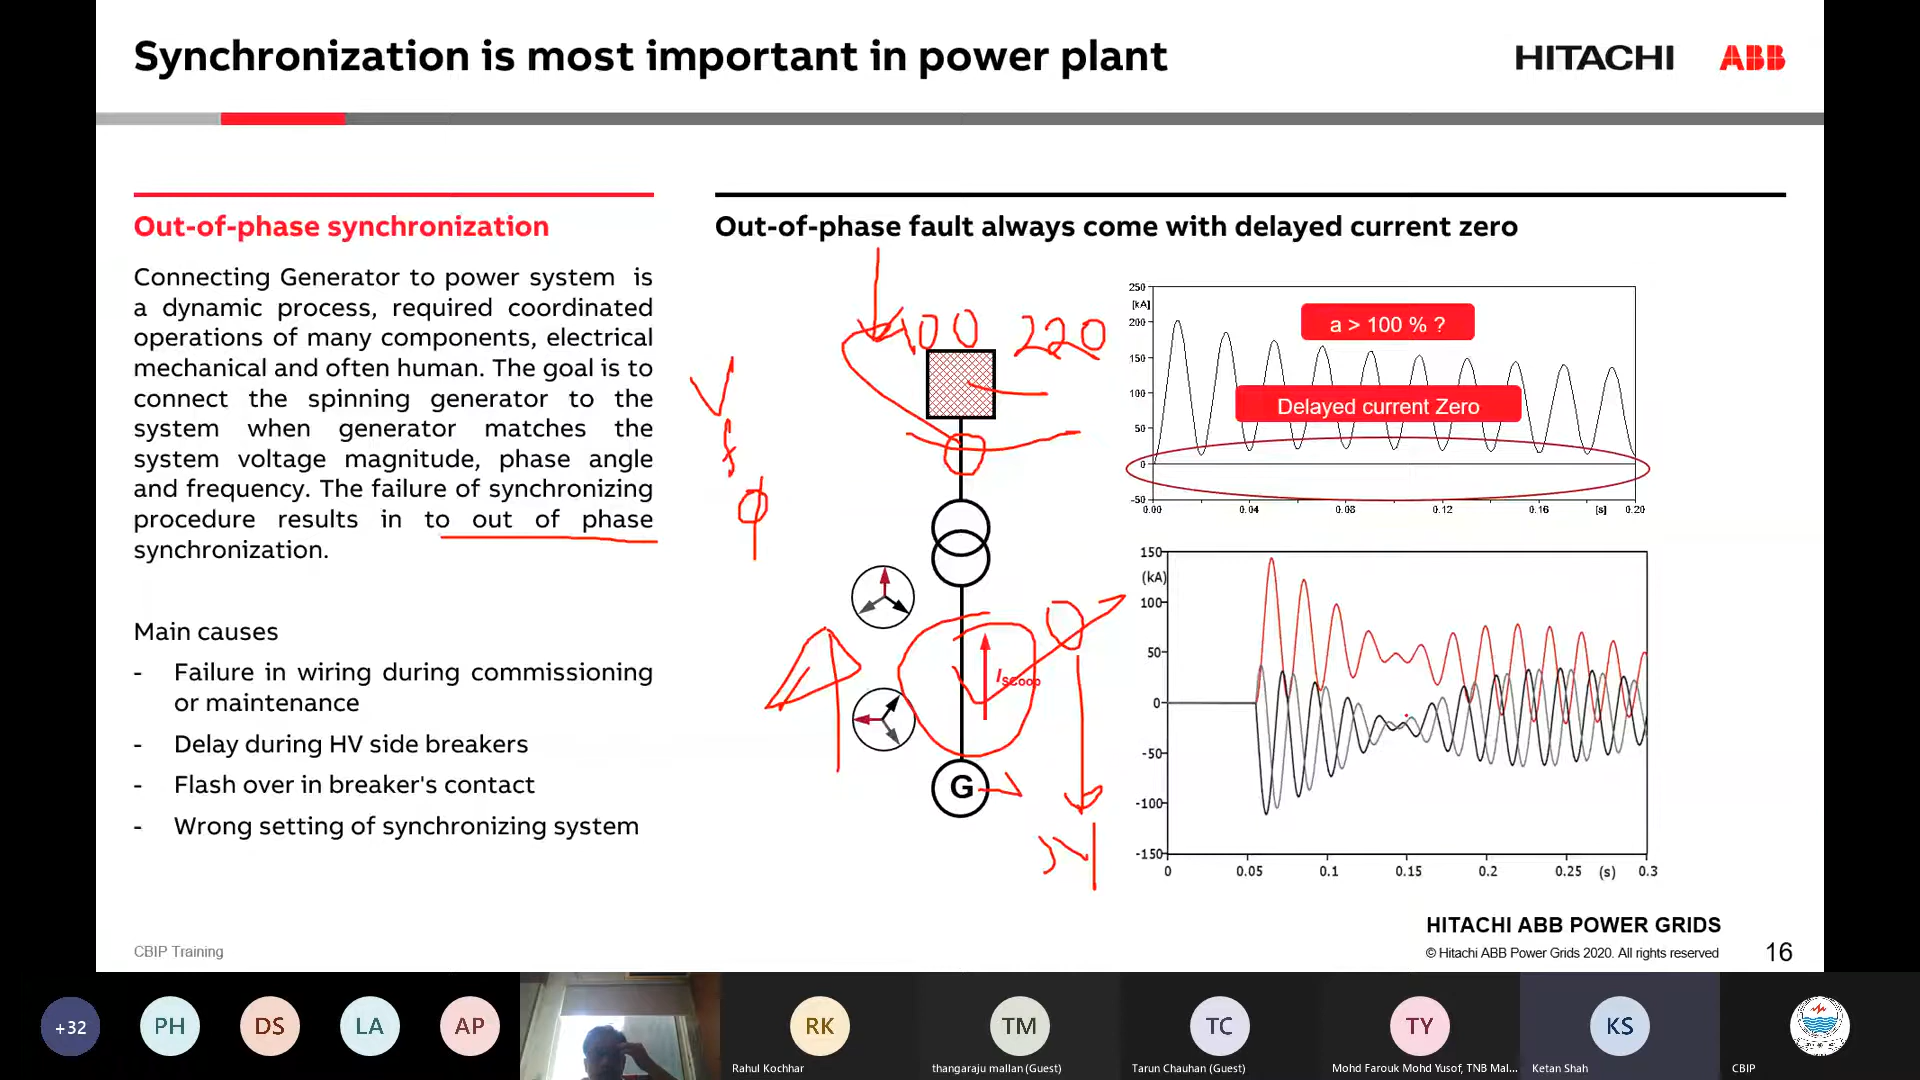 Synchronization is most important in power plant
HITACHI ABB
Out-of-phase synchronization
Connecting Generator to power system is
a dynamic process, required coordinated
operations of many components, electrical
mechanical and often human. The goal is to
connect the spinning generator to the
system when generator matches the
system voltage magnitude, phase angle
and frequency. The failure of synchronizing
procedure results in to out of phase
synchronization.
Main causes
- Failure in wiring during commissioning
or maintenance
- Delay during HV side breakers
- Flash over in breaker's contact
- Wrong setting of synchronizing system
Out-of-phase fault always come with delayed current zero
400 220
V
f
ϕ
G
250
[kA]
200
150
100
50
0
-50
0.00 0.04 0.08 0.12 0.16 [s] 0.20
a > 100 % ?
Delayed current Zero
150
(kA)
100
50
0
-50
-100
-150
0 0.05 0.1 0.15 0.2 0.25 (s) 0.3
HITACHI ABB POWER GRIDS
© Hitachi ABB Power Grids 2020. All rights reserved
16
CBIP Training
+32 PH DS LA AP RK TM TC TY KS
Rahul Kochhar
thangaraju mallan (Guest)
Tarun Chauhan (Guest)
Mohd Farouk Mohd Yusof, TNB Mal...
Ketan Shah
CBIP